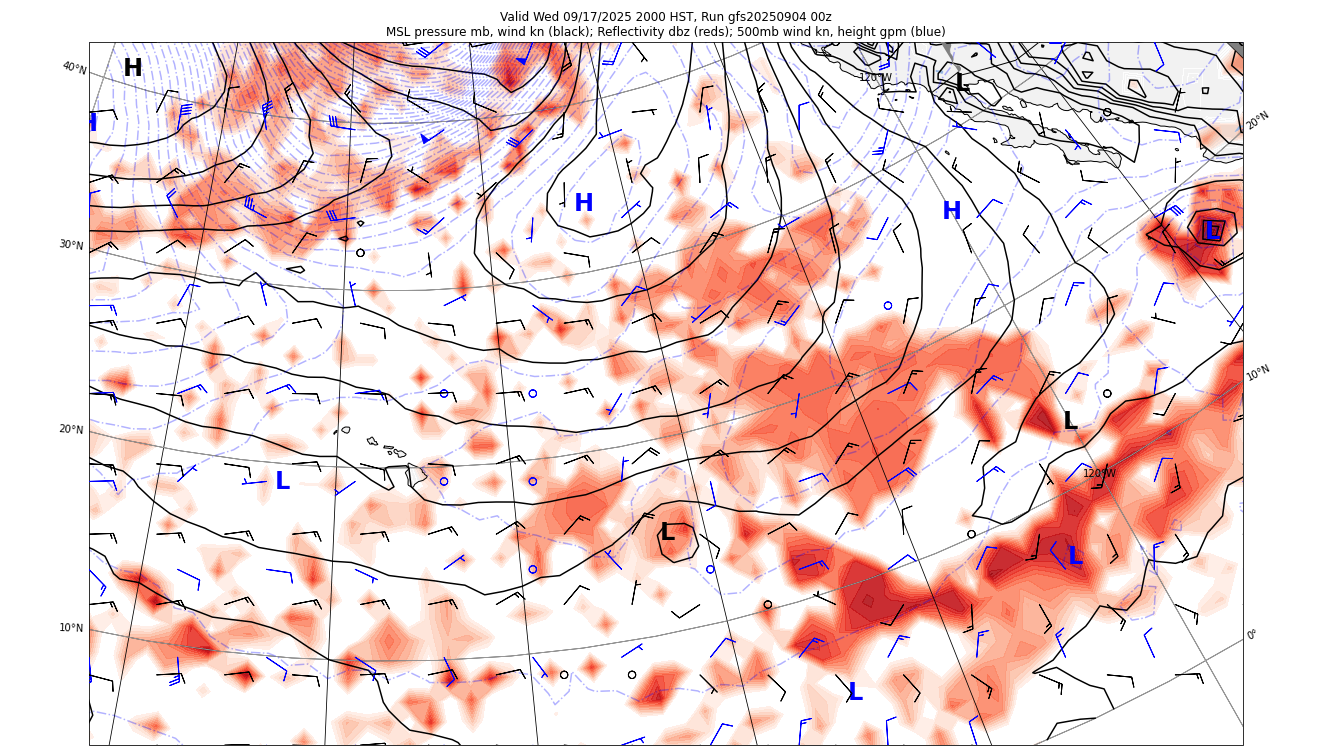 Valid Wed 09/17/2025 2000 HST, Run gfs20250904 00z
MSL pressure mb, wind kn (black); Reflectivity dbz (reds); 500mb wind kn, height gpm (blue)
40°N
H
120°W
L
20°N
H
H
H
L
30°N
10°N
20°N
L
L
120°W
L
L
10°N
0°
L